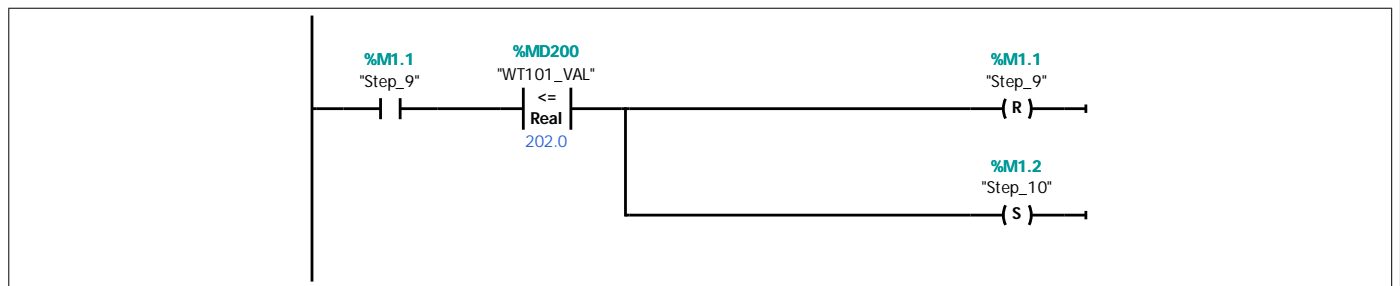 %M1.1
"Step_9"
%MD200
"WT101_VAL"
<=
Real
202.0
%M1.1
"Step_9"
R
%M1.2
"Step_10"
S